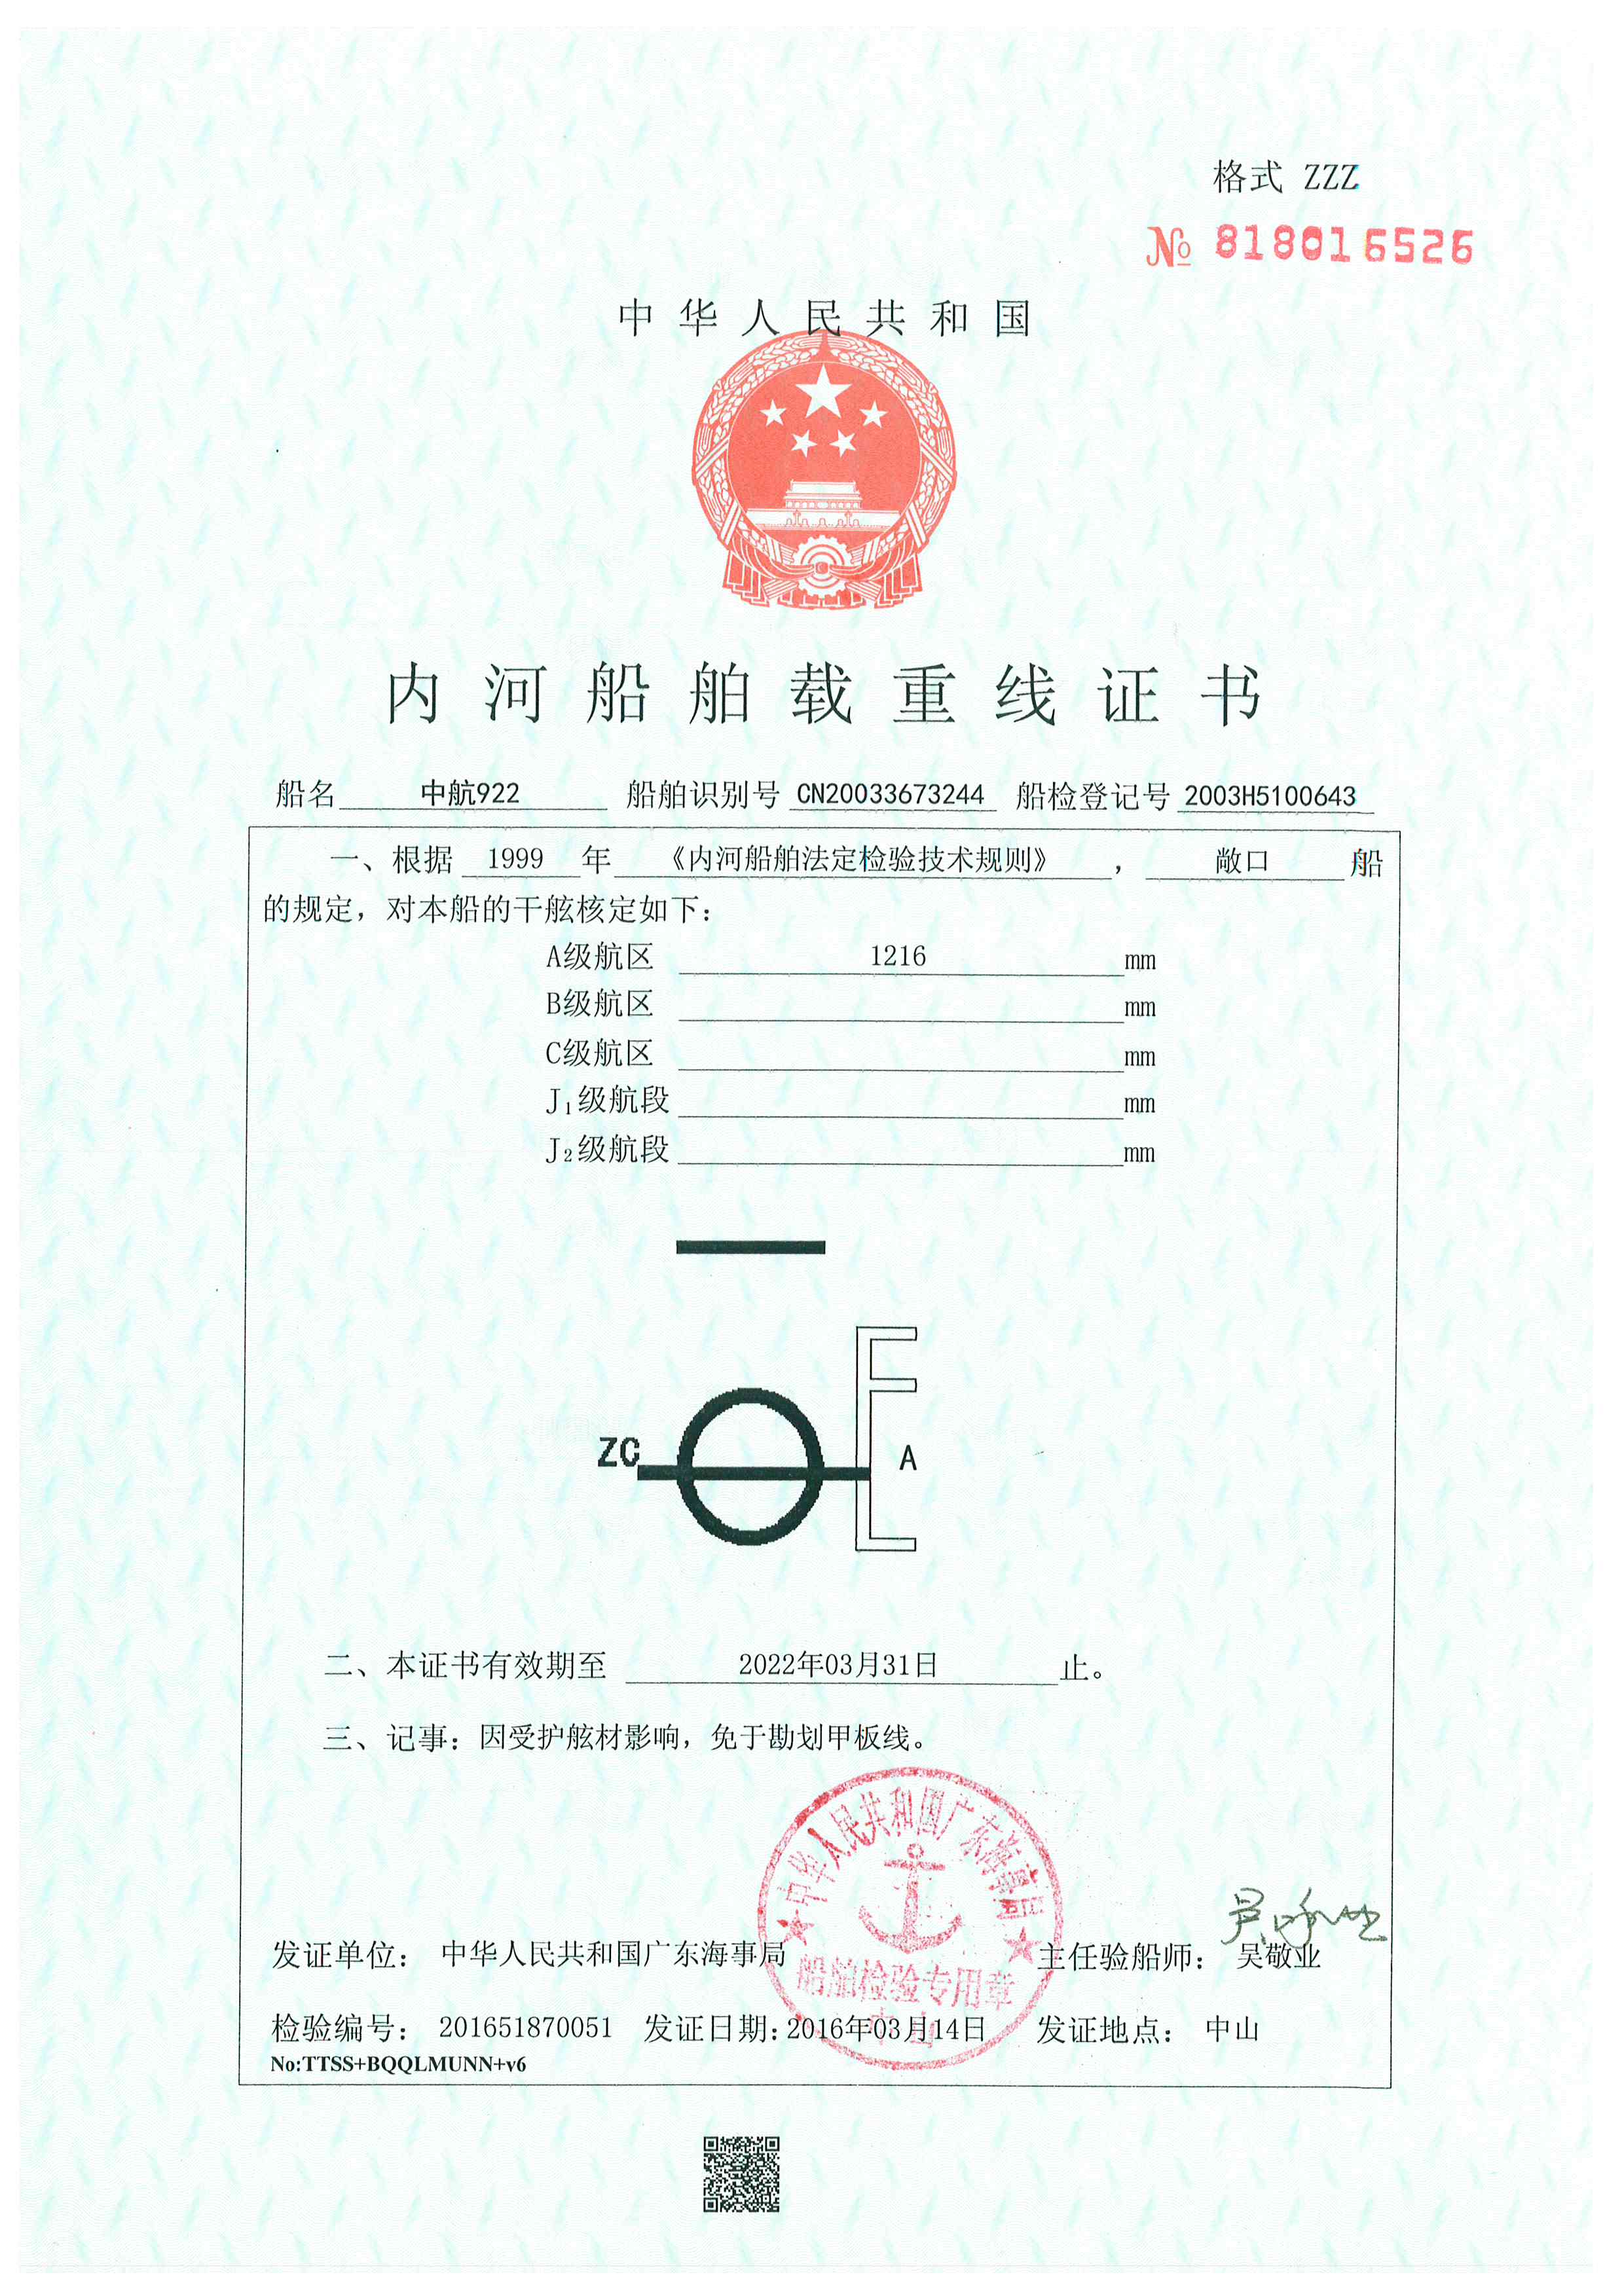 格式 ZZZ
№ 818016526
中华人民共和国
内河船舶载重线证书
船名 中航922 船舶识别号 CN20033673244 船检登记号 2003H5100643
一、根据 1999 年 《内河船舶法定检验技术规则》 , 敞口 船
的规定，对本船的干舷核定如下：
A级航区 1216 mm
B级航区 mm
C级航区 mm
J₁级航段 mm
J₂级航段 mm
ZC A
二、本证书有效期至 2022年03月31日 止。
三、记事：因受护舷材影响，免于勘划甲板线。
中华人民共和国广东海事局
船舶检验专用章
中山
发证单位： 中华人民共和国广东海事局 主任验船师： 吴敬业
检验编号： 201651870051 发证日期：2016年03月14日 发证地点： 中山
No:TTSS+BQQLMUNN+v6